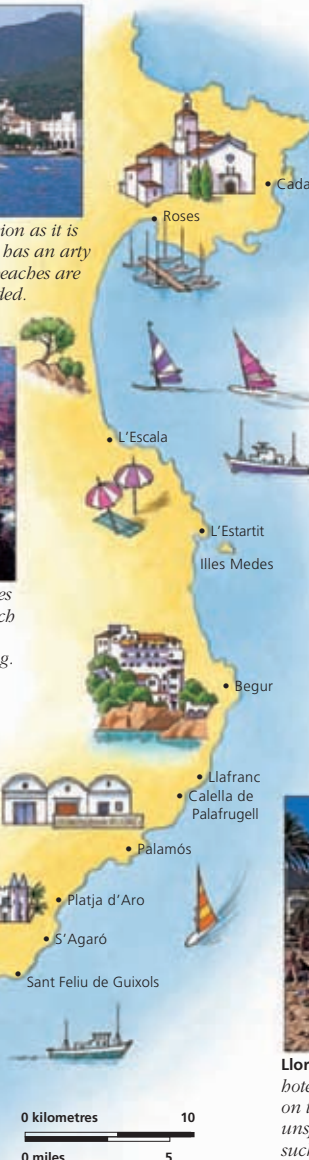 Cada
Roses
ion as it is
has an arty
eaches are
ded.
L'Escala
L'Estartit
Illes Medes
es
ch
g.
Begur
Llafranc
Calella de
Palafrugell
Palamós
Platja d'Aro
S'Agaró
Sant Feliu de Guixols
Llor
hote
on t
uns
such
0 kilometres 10
0 miles 5